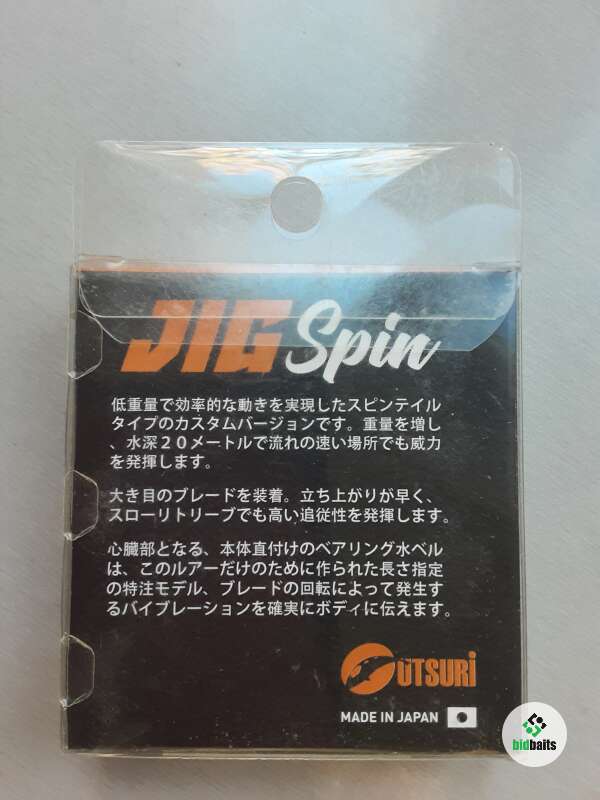 JIG Spin
低重量で効率的な動きを実現したスピンテイル
タイプのカスタムバージョンです。重量を増し
、水深20メートルで流れの速い場所でも威力
を発揮します。
大き目のブレードを装着。立ち上がりが早く、
スローリトリーブでも高い追従性を発揮します。
心臓部となる、本体直付けのベアリング水ベル
は、このルアーだけのために作られた長さ指定
の特注モデル、ブレードの回転によって発生す
るバイブレーションを確実にボディに伝えます。
ÜTSURi
MADE IN JAPAN
bidbaits